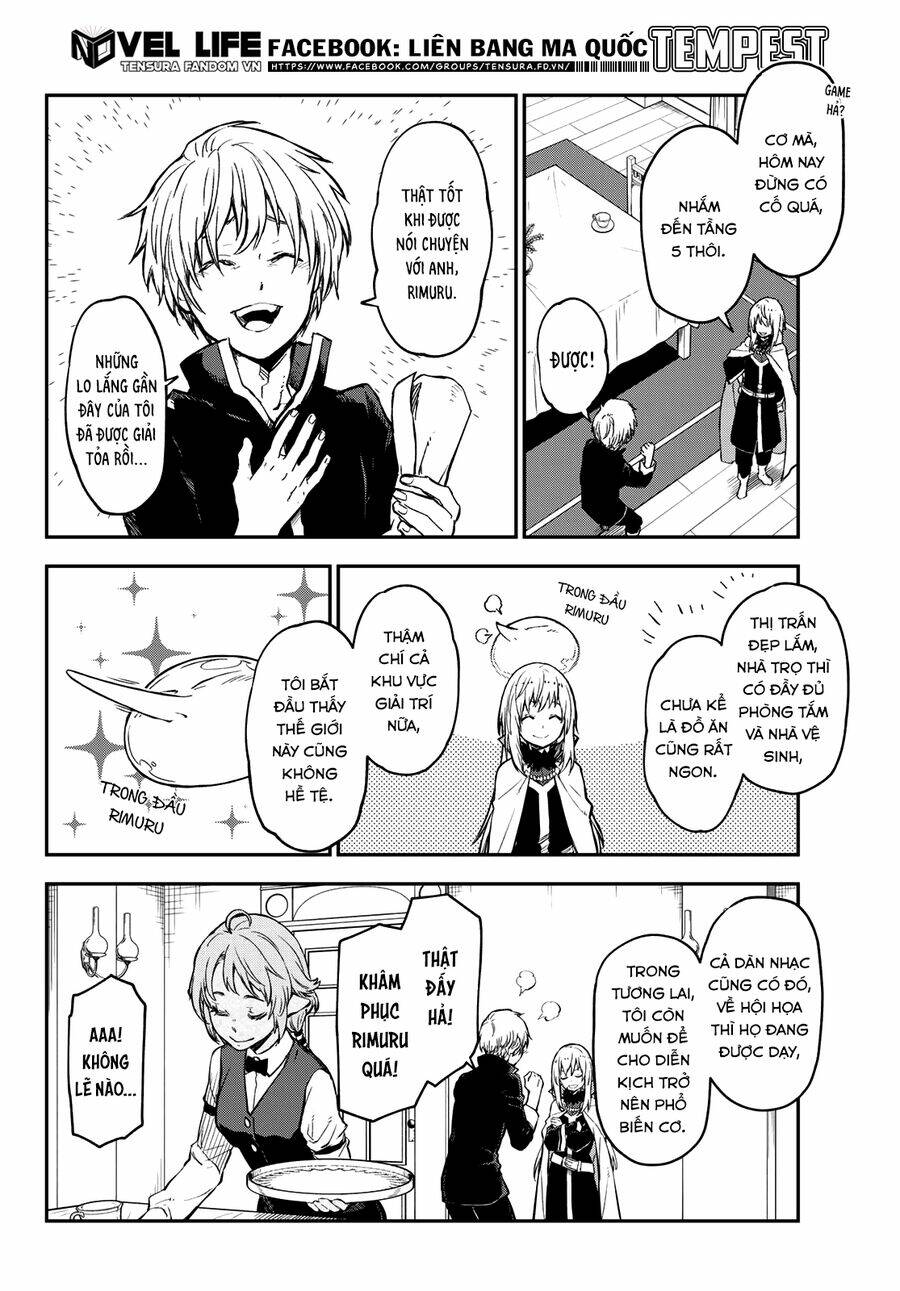 NOVEL LIFE
TENSURA FANDOM VN
FACEBOOK: LIÊN BANG MA QUỐC
HTTPS://WWW.FACEBOOK.COM/GROUPS/TENSURA.FD.VN/
TEMPEST
GAME
HẢ?
CƠ MÀ,
HÔM NAY
ĐỪNG CÓ
CỐ QUÁ,
NHẮM
ĐẾN TẦNG
5 THÔI.
ĐƯỢC!
THẬT TỐT
KHI ĐƯỢC
NÓI CHUYỆN
VỚI ANH,
RIMURU.
NHỮNG
LO LẮNG GẦN
ĐÂY CỦA TÔI
ĐÃ ĐƯỢC GIẢI
TỎA RỒI...
THỊ TRẤN
ĐẸP LẮM,
NHÀ TRỌ THÌ
CÓ ĐẦY ĐỦ
PHÒNG TẮM
VÀ NHÀ VỆ
SINH,
CHƯA KỂ
LÀ ĐỒ ĂN
CŨNG RẤT
NGON.
TRONG ĐẦU
RIMURU
THẬM
CHÍ CẢ
KHU VỰC
GIẢI TRÍ
NỮA,
TÔI BẮT
ĐẦU THẤY
THẾ GIỚI
NÀY CŨNG
KHÔNG
HỀ TỆ.
TRONG ĐẦU
RIMURU
CẢ DÀN NHẠC
CŨNG CÓ ĐÓ,
VỀ HỘI HỌA
THÌ HỌ ĐANG
ĐƯỢC DẠY,
TRONG
TƯƠNG LAI,
TÔI CÒN
MUỐN ĐỂ
CHO DIỄN
KỊCH TRỞ
NÊN PHỔ
BIẾN CƠ.
THẬT
ĐẤY
HẢ!
KHÂM
PHỤC
RIMURU
QUÁ!
AAA!
KHÔNG
LẼ NÀO...